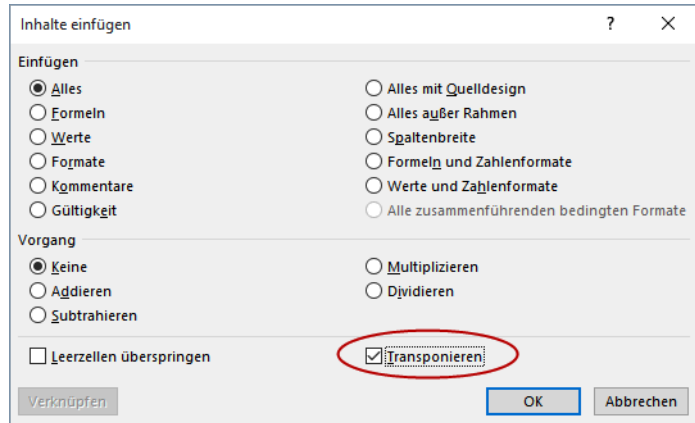 Inhalte einfügen ? ×
Einfügen
Alles
Formeln
Werte
Formate
Kommentare
Gültigkeit
Alles mit Quelldesign
Alles außer Rahmen
Spaltenbreite
Formeln und Zahlenformate
Werte und Zahlenformate
Alle zusammenführenden bedingten Formate
Vorgang
Keine
Addieren
Subtrahieren
Multiplizieren
Dividieren
Leerzellen überspringen
Transponieren
Verknüpfen
OK
Abbrechen